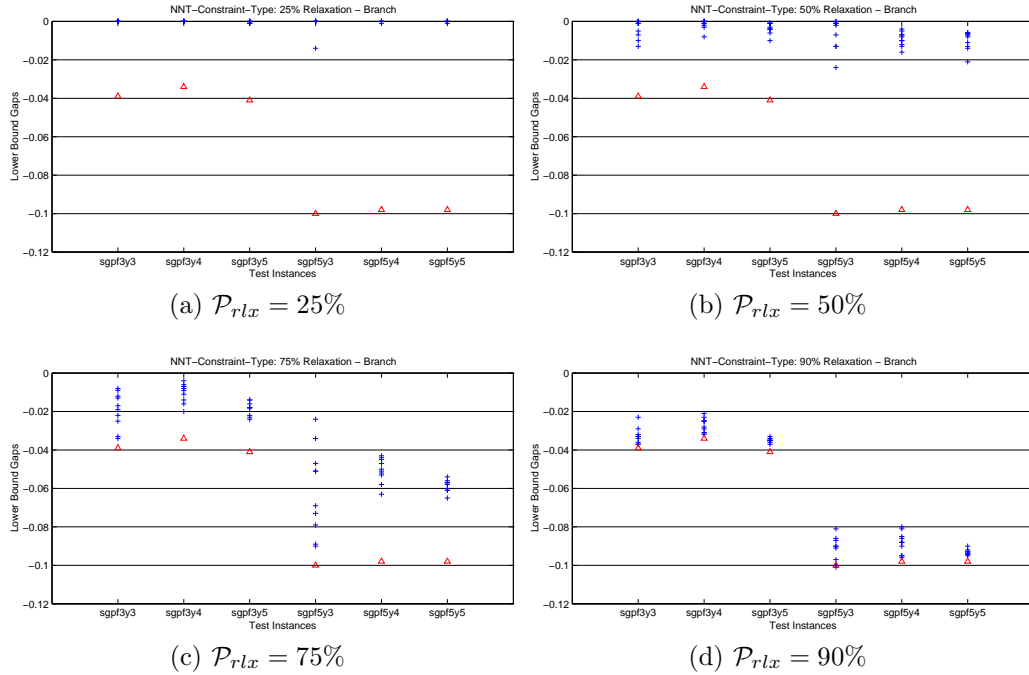 NNT−Constraint−Type: 25% Relaxation − Branch
0
−0.02
−0.04
−0.06
−0.08
−0.1
−0.12
Lower Bound Gaps
sgpf3y3 sgpf3y4 sgpf3y5 sgpf5y3 sgpf5y4 sgpf5y5
Test Instances
(a) P_rlx = 25%
NNT−Constraint−Type: 50% Relaxation − Branch
0
−0.02
−0.04
−0.06
−0.08
−0.1
−0.12
Lower Bound Gaps
sgpf3y3 sgpf3y4 sgpf3y5 sgpf5y3 sgpf5y4 sgpf5y5
Test Instances
(b) P_rlx = 50%
NNT−Constraint−Type: 75% Relaxation − Branch
0
−0.02
−0.04
−0.06
−0.08
−0.1
−0.12
Lower Bound Gaps
sgpf3y3 sgpf3y4 sgpf3y5 sgpf5y3 sgpf5y4 sgpf5y5
Test Instances
(c) P_rlx = 75%
NNT−Constraint−Type: 90% Relaxation − Branch
0
−0.02
−0.04
−0.06
−0.08
−0.1
−0.12
Lower Bound Gaps
sgpf3y3 sgpf3y4 sgpf3y5 sgpf5y3 sgpf5y4 sgpf5y5
Test Instances
(d) P_rlx = 90%